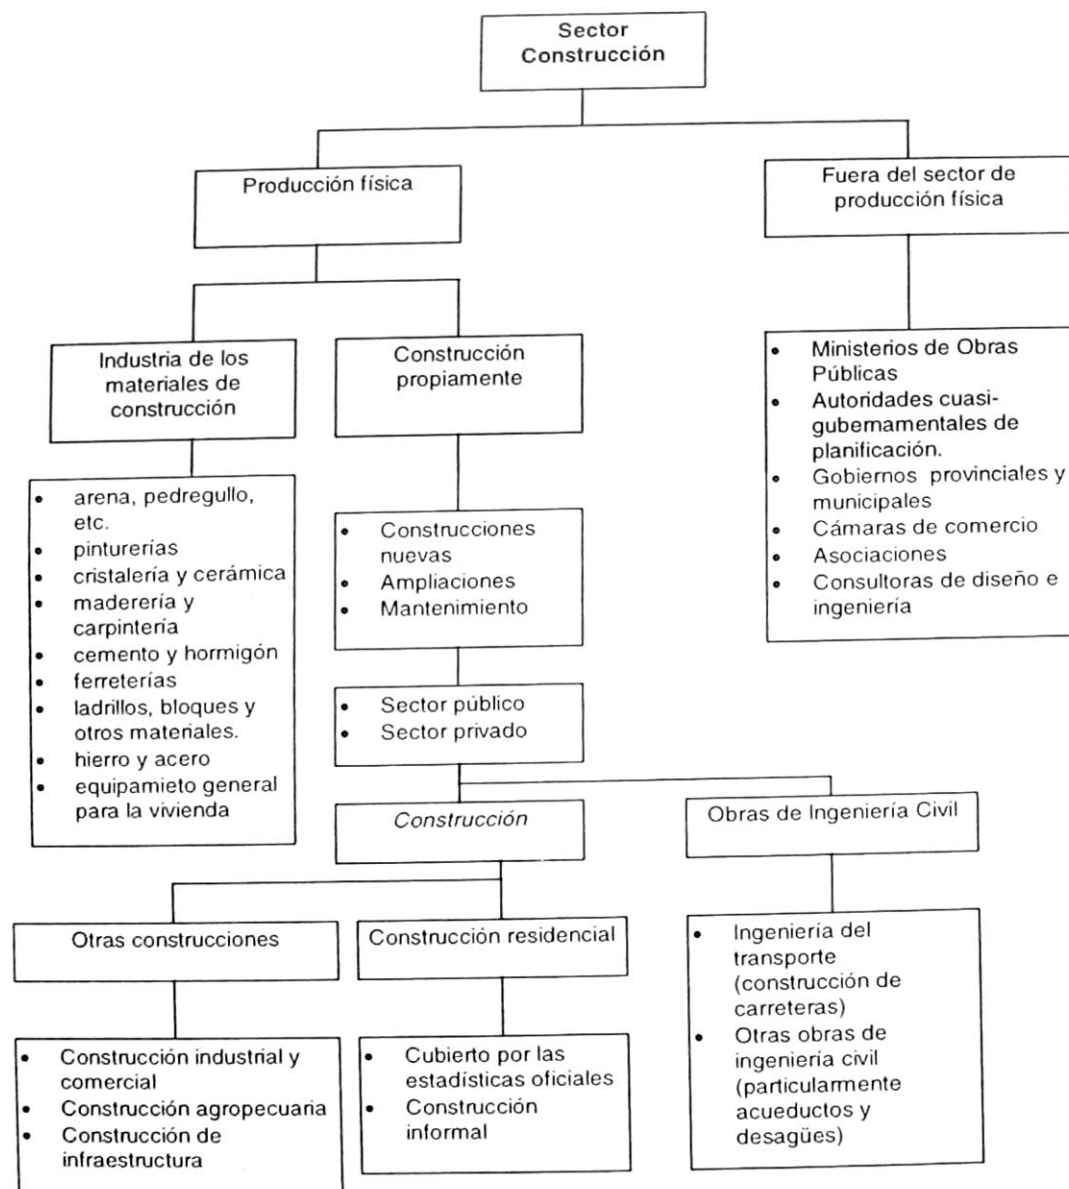 Sector
Construcción
Producción física
Fuera del sector de
producción física
Industria de los
materiales de
construcción
Construcción
propiamente
• Ministerios de Obras
Públicas
• Autoridades cuasi-
gubernamentales de
planificación.
• Gobiernos provinciales y
municipales
• Cámaras de comercio
• Asociaciones
• Consultoras de diseño e
ingeniería
• arena, pedregullo,
etc.
• pinturerías
• cristalería y cerámica
• maderería y
carpintería
• cemento y hormigón
• ferreterías
• ladrillos, bloques y
otros materiales.
• hierro y acero
• equipamieto general
para la vivienda
• Construcciones
nuevas
• Ampliaciones
• Mantenimiento
• Sector público
• Sector privado
Construcción
Obras de Ingeniería Civil
Otras construcciones
Construcción residencial
• Ingeniería del
transporte
(construcción de
carreteras)
• Otras obras de
ingeniería civil
(particularmente
acueductos y
desagües)
• Construcción industrial y
comercial
• Construcción agropecuaria
• Construcción de
infraestructura
• Cubierto por las
estadísticas oficiales
• Construcción
informal